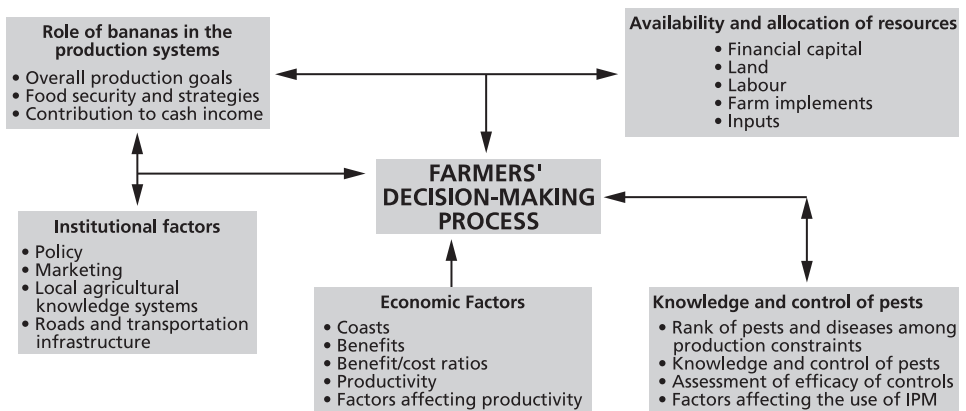 Role of bananas in the
production systems
• Overall production goals
• Food security and strategies
• Contribution to cash income
Availability and allocation of resources
• Financial capital
• Land
• Labour
• Farm implements
• Inputs
FARMERS'
DECISION-MAKING
PROCESS
Institutional factors
• Policy
• Marketing
• Local agricultural
knowledge systems
• Roads and transportation
infrastructure
Economic Factors
• Coasts
• Benefits
• Benefit/cost ratios
• Productivity
• Factors affecting productivity
Knowledge and control of pests
• Rank of pests and diseases among
production constraints
• Knowledge and control of pests
• Assessment of efficacy of controls
• Factors affecting the use of IPM